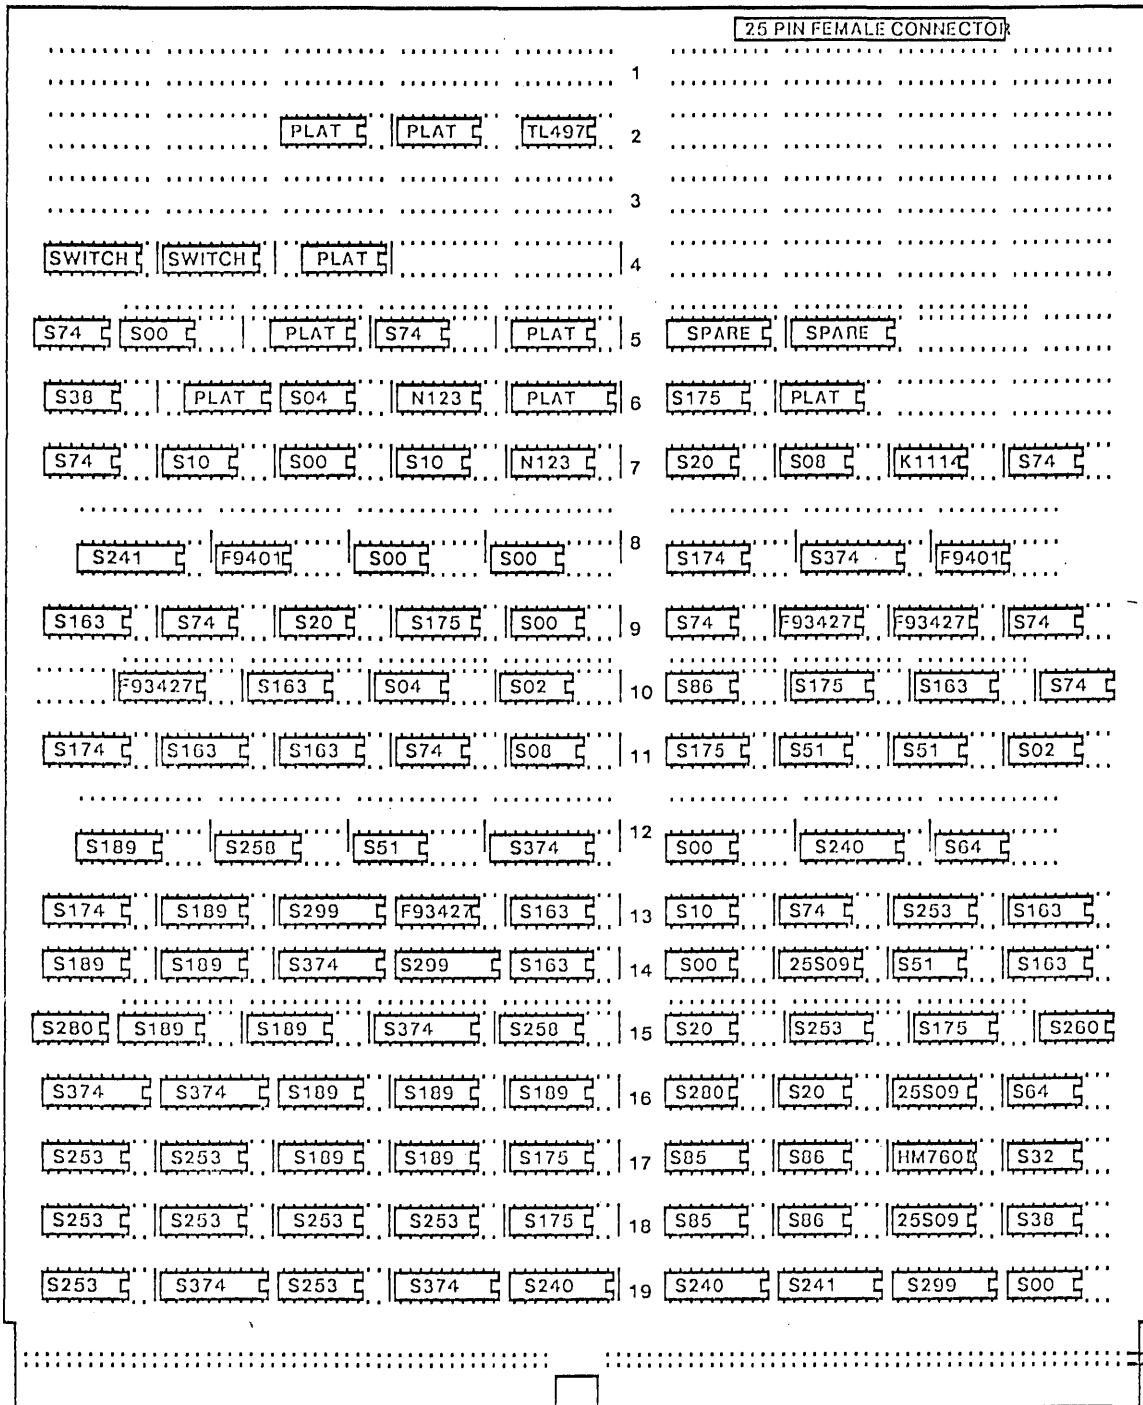 25 PIN FEMALE CONNECTOR
1
PLAT PLAT TL497 2
3
SWITCH SWITCH PLAT 4
S74 S00 PLAT S74 PLAT 5 SPARE SPARE
S38 PLAT S04 N123 PLAT 6 S175 PLAT
S74 S10 S00 S10 N123 7 S20 S08 K1114 S74
S241 F9401 S00 S00 8 S174 S374 F9401
S163 S74 S20 S175 S00 9 S74 F93427 F93427 S74
F93427 S163 S04 S02 10 S86 S175 S163 S74
S174 S163 S163 S74 S08 11 S175 S51 S51 S02
S189 S258 S51 S374 12 S00 S240 S64
S174 S189 S299 F93427 S163 13 S10 S74 S253 S163
S189 S189 S374 S299 S163 14 S00 25S09 S51 S163
S280 S189 S189 S374 S258 15 S20 S253 S175 S260
S374 S374 S189 S189 S189 16 S280 S20 25S09 S64
S253 S253 S189 S189 S175 17 S85 S86 S32
S253 S253 S253 S253 S175 18 S85 S86 25S09 S38
S253 S374 S253 S374 S240 19 S240 S241 S299 S00